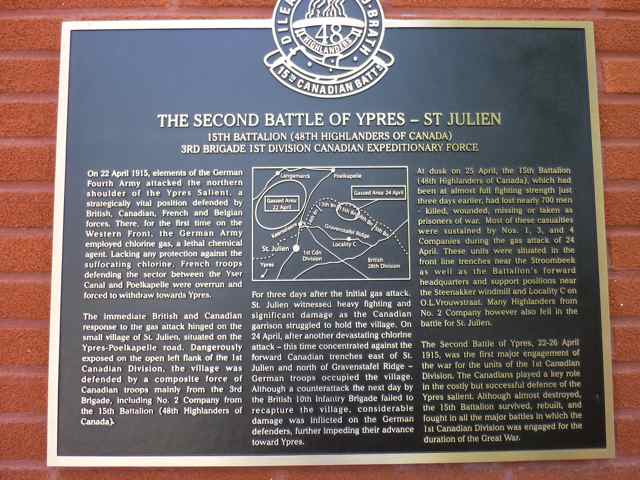 DILEAS
BRATH
48
HIGHLANDERS
15TH CANADIAN BATTN
THE SECOND BATTLE OF YPRES – ST JULIEN
15TH BATTALION (48TH HIGHLANDERS OF CANADA)
3RD BRIGADE 1ST DIVISION CANADIAN EXPEDITIONARY FORCE
On 22 April 1915, elements of the German
Fourth Army attacked the northern
shoulder of the Ypres Salient, a
strategically vital position defended by
British, Canadian, French and Belgian
forces. There, for the first time on the
Western Front, the German Army
employed chlorine gas, a lethal chemical
agent. Lacking any protection against the
suffocating chlorine, French troops
defending the sector between the Yser
Canal and Poelkapelle were overrun and
forced to withdraw towards Ypres.
The immediate British and Canadian
response to the gas attack hinged on the
small village of St. Julien, situated on the
Ypres-Poelkapelle road. Dangerously
exposed on the open left flank of the 1st
Canadian Division, the village was
defended by a composite force of
Canadian troops mainly from the 3rd
Brigade, including No. 2 Company from
the 15th Battalion (48th Highlanders of
Canada).
Langemarck
Poelkapelle
Gassed Area
22 April
Gassed Area 24 April
15th Bn
Keerselaere
Gravenstafel Ridge
Locality C
St. Julien
1st Cdn
Division
Ypres
British
28th Division
For three days after the initial gas attack,
St. Julien witnessed heavy fighting and
significant damage as the Canadian
garrison struggled to hold the village. On
24 April, after another devastating chlorine
attack – this time concentrated against the
forward Canadian trenches east of St.
Julien and north of Gravenstafel Ridge –
German troops occupied the village.
Although a counterattack the next day by
the British 10th Infantry Brigade failed to
recapture the village, considerable
damage was inflicted on the German
defenders, further impeding their advance
toward Ypres.
At dusk on 25 April, the 15th Battalion
(48th Highlanders of Canada), which had
been at almost full fighting strength just
three days earlier, had lost nearly 700 men
- killed, wounded, missing or taken as
prisoners of war. Most of these casualties
were sustained by Nos. 1, 3, and 4
Companies during the gas attack of 24
April. These units were situated in the
front line trenches near the Stroombeek
as well as the Battalion's forward
headquarters and support positions near
the Steenakker windmill and Locality C on
O.L.Vrouwstraat. Many Highlanders from
No. 2 Company however also fell in the
battle for St. Julien.
The Second Battle of Ypres, 22-26 April
1915, was the first major engagement of
the war for the units of the 1st Canadian
Division. The Canadians played a key role
in the costly but successful defence of the
Ypres salient. Although almost destroyed,
the 15th Battalion survived, rebuilt, and
fought in all the major battles in which the
1st Canadian Division was engaged for the
duration of the Great War.